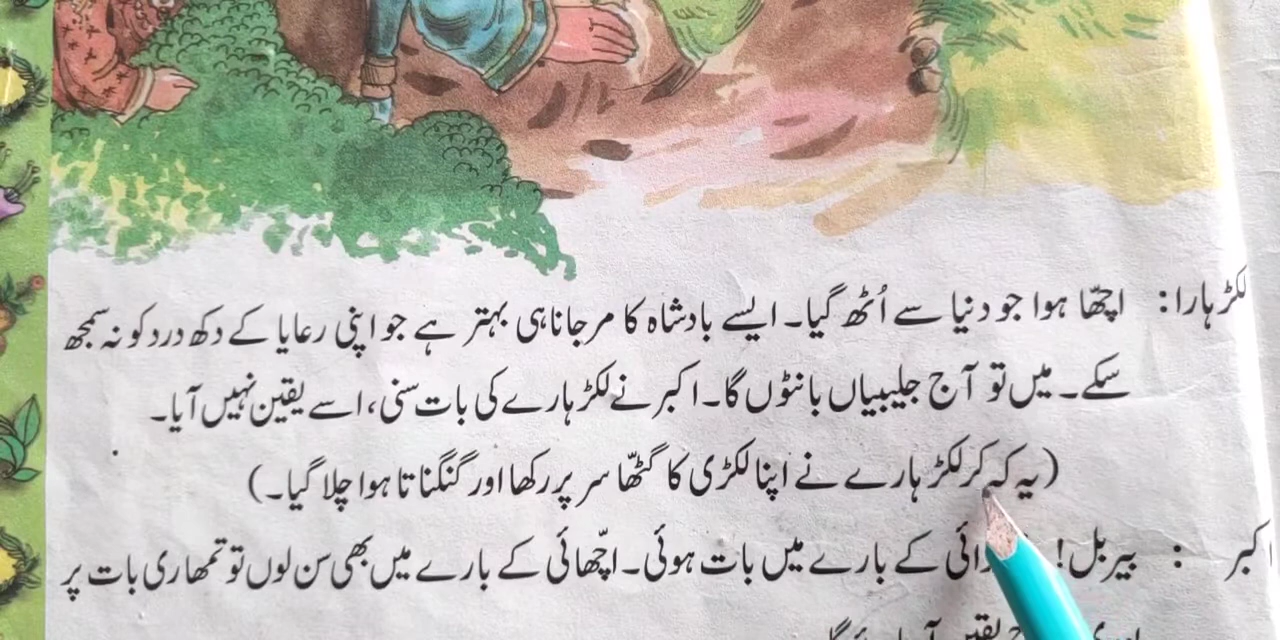 لکڑہارا: اچھّا ہوا جو دنیا سے اُٹھ گیا۔ ایسے بادشاہ کا مرجانا ہی بہتر ہے جو اپنی رعایا کے دکھ درد کو نہ سمجھ
سکے۔ میں تو آج جلیبیاں بانٹوں گا۔ اکبر نے لکڑہارے کی بات سنی، اسے یقین نہیں آیا۔
(یہ کہہ کر لکڑہارے نے اپنا لکڑی کا گٹھّا سر پر رکھا اور گنگناتا ہوا چلا گیا۔)
اکبر : بیربل! کے بارے میں بات ہوئی۔ اچھّائی کے بارے میں بھی سن لوں تو تمھاری بات پر
یقین